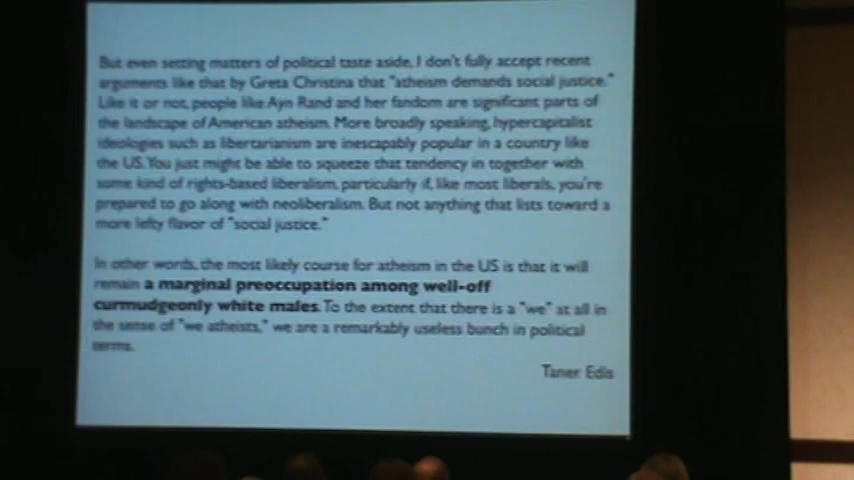 But even setting matters of political taste aside, I don't fully accept recent
arguments like that by Greta Christina that "atheism demands social justice."
Like it or not, people like Ayn Rand and her fandom are significant parts of
the landscape of American atheism. More broadly speaking, hypercapitalist
ideologies such as libertarianism are inescapably popular in a country like
the US. You just might be able to squeeze that tendency in together with
some kind of rights-based liberalism, particularly if, like most liberals, you're
prepared to go along with neoliberalism. But not anything that lists toward a
more lefty flavor of "social justice."
In other words, the most likely course for atheism in the US is that it will
remain a marginal preoccupation among well-off
curmudgeonly white males. To the extent that there is a "we" at all in
the sense of "we atheists," we are a remarkably useless bunch in political
terms.
Taner Edis